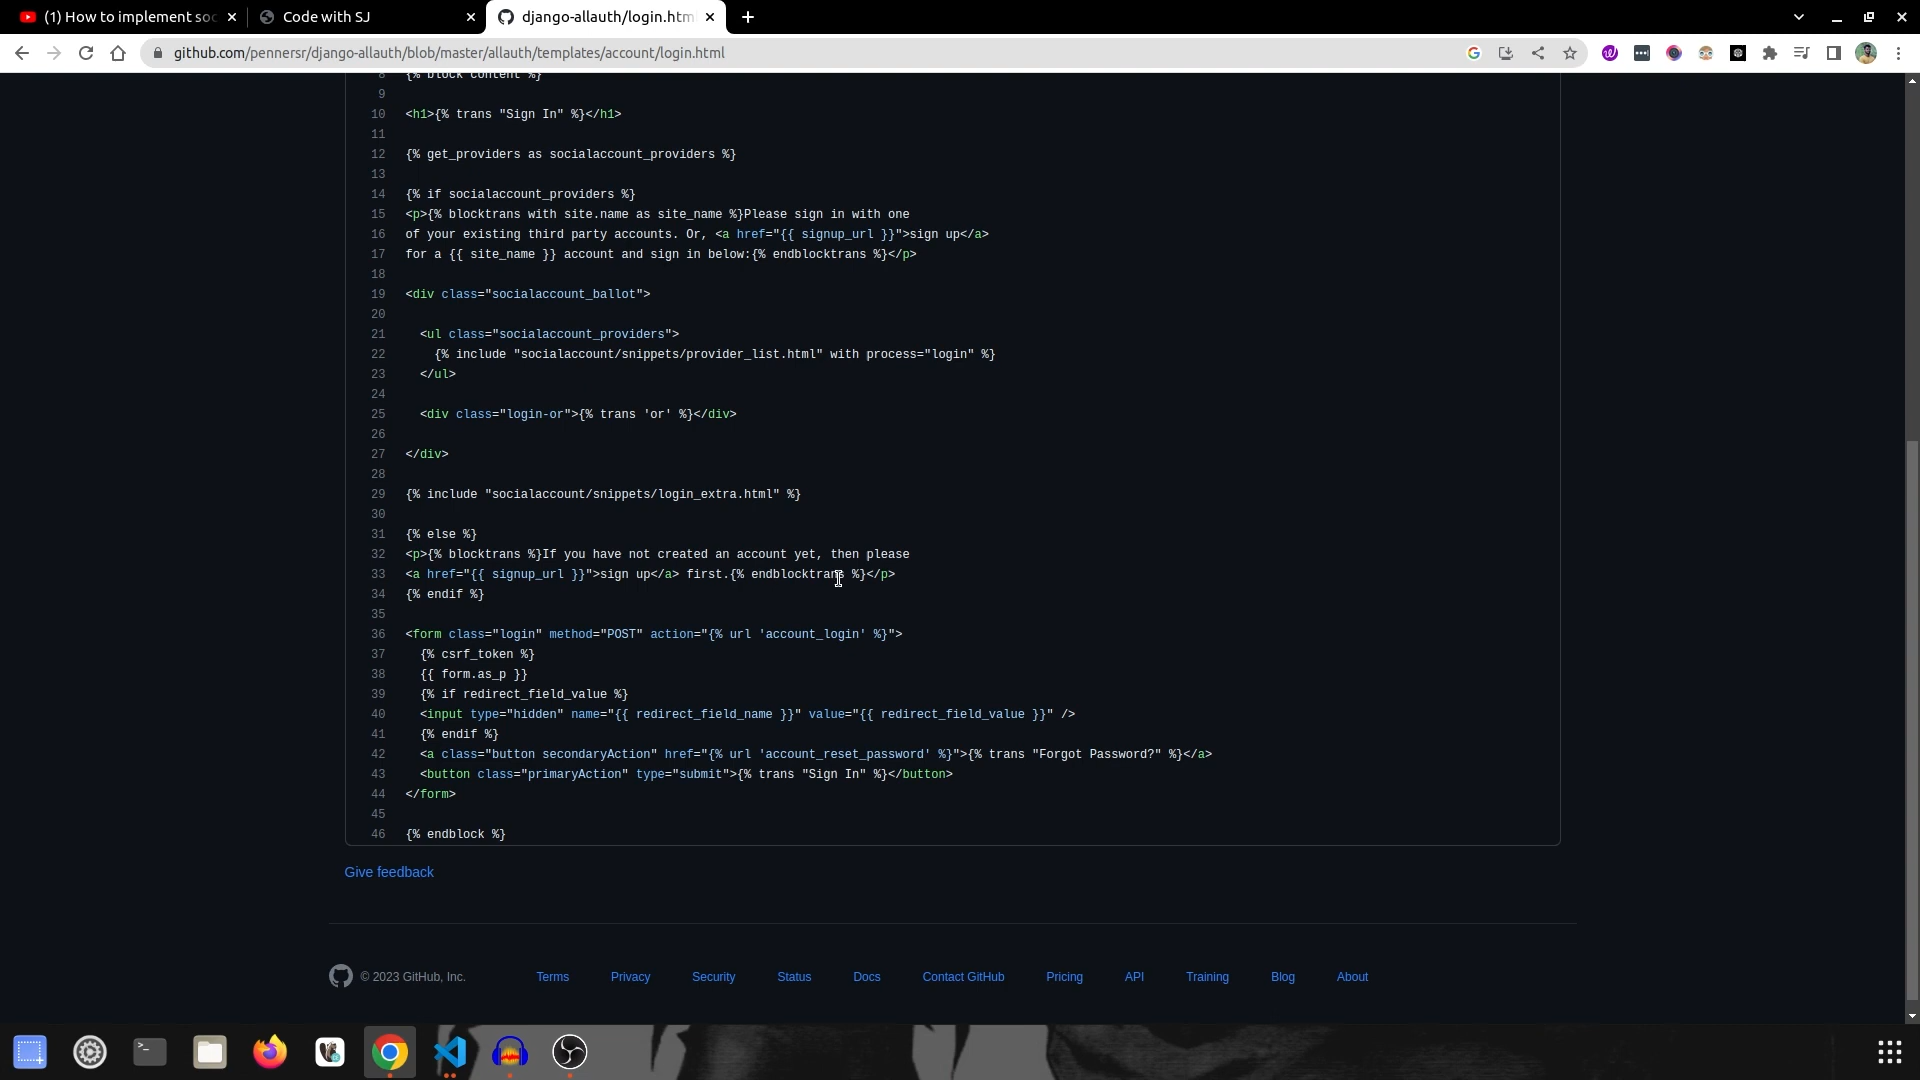 (1) How to implement soc
Code with SJ
django-allauth/login.htm
github.com/pennersr/django-allauth/blob/master/allauth/templates/account/login.html
8 {% block content %}
9
10 <h1>{% trans "Sign In" %}</h1>
11
12 {% get_providers as socialaccount_providers %}
13
14 {% if socialaccount_providers %}
15 <p>{% blocktrans with site.name as site_name %}Please sign in with one
16 of your existing third party accounts. Or, <a href="{{ signup_url }}">sign up</a>
17 for a {{ site_name }} account and sign in below:{% endblocktrans %}</p>
18
19 <div class="socialaccount_ballot">
20
21 <ul class="socialaccount_providers">
22 {% include "socialaccount/snippets/provider_list.html" with process="login" %}
23 </ul>
24
25 <div class="login-or">{% trans 'or' %}</div>
26
27 </div>
28
29 {% include "socialaccount/snippets/login_extra.html" %}
30
31 {% else %}
32 <p>{% blocktrans %}If you have not created an account yet, then please
33 <a href="{{ signup_url }}">sign up</a> first.{% endblocktrans %}</p>
34 {% endif %}
35
36 <form class="login" method="POST" action="{% url 'account_login' %}">
37 {% csrf_token %}
38 {{ form.as_p }}
39 {% if redirect_field_value %}
40 <input type="hidden" name="{{ redirect_field_name }}" value="{{ redirect_field_value }}" />
41 {% endif %}
42 <a class="button secondaryAction" href="{% url 'account_reset_password' %}">{% trans "Forgot Password?" %}</a>
43 <button class="primaryAction" type="submit">{% trans "Sign In" %}</button>
44 </form>
45
46 {% endblock %}
Give feedback
© 2023 GitHub, Inc. Terms Privacy Security Status Docs Contact GitHub Pricing API Training Blog About